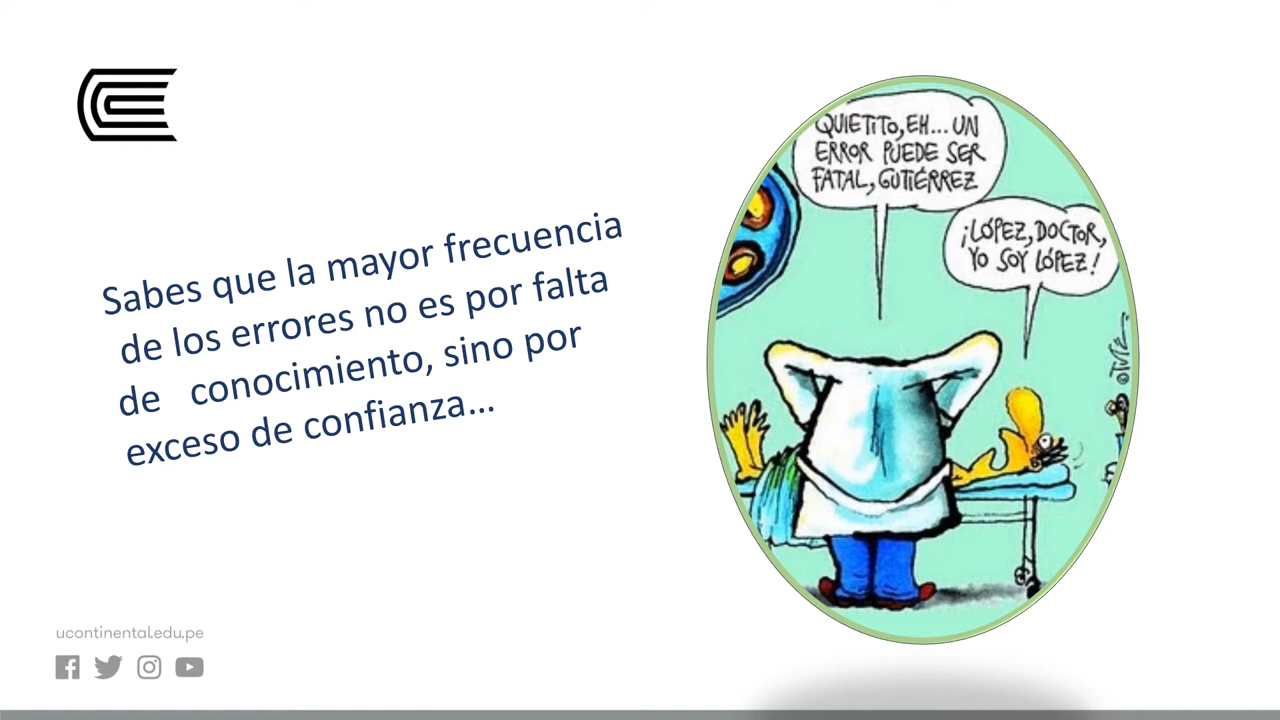 Sabes que la mayor frecuencia
de los errores no es por falta
de conocimiento, sino por
exceso de confianza...
QUIETITO, EH... UN
ERROR PUEDE SER
FATAL, GUTIÉRREZ
¡LÓPEZ, DOCTOR,
YO SOY LÓPEZ!
ucontinental.edu.pe